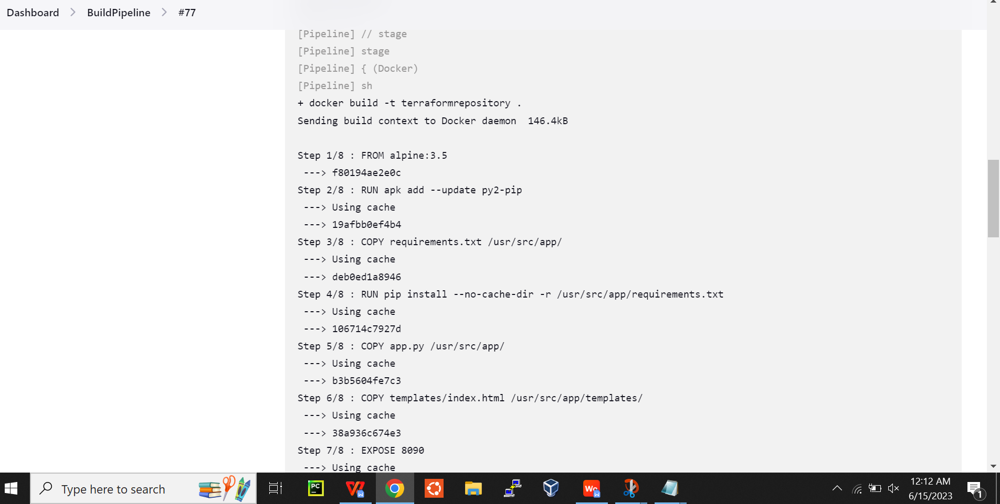 Dashboard > BuildPipeline > #77
[Pipeline] // stage
[Pipeline] stage
[Pipeline] { (Docker)
[Pipeline] sh
+ docker build -t terraformrepository .
Sending build context to Docker daemon  146.4kB
Step 1/8 : FROM alpine:3.5
---> f80194ae2e0c
Step 2/8 : RUN apk add --update py2-pip
---> Using cache
---> 19afbb0ef4b4
Step 3/8 : COPY requirements.txt /usr/src/app/
---> Using cache
---> deb0ed1a8946
Step 4/8 : RUN pip install --no-cache-dir -r /usr/src/app/requirements.txt
---> Using cache
---> 106714c7927d
Step 5/8 : COPY app.py /usr/src/app/
---> Using cache
---> b3b5604fe7c3
Step 6/8 : COPY templates/index.html /usr/src/app/templates/
---> Using cache
---> 38a936c674e3
Step 7/8 : EXPOSE 8090
---> Using cache
Type here to search
PC
W
Wc
12:12 AM
6/15/2023
1